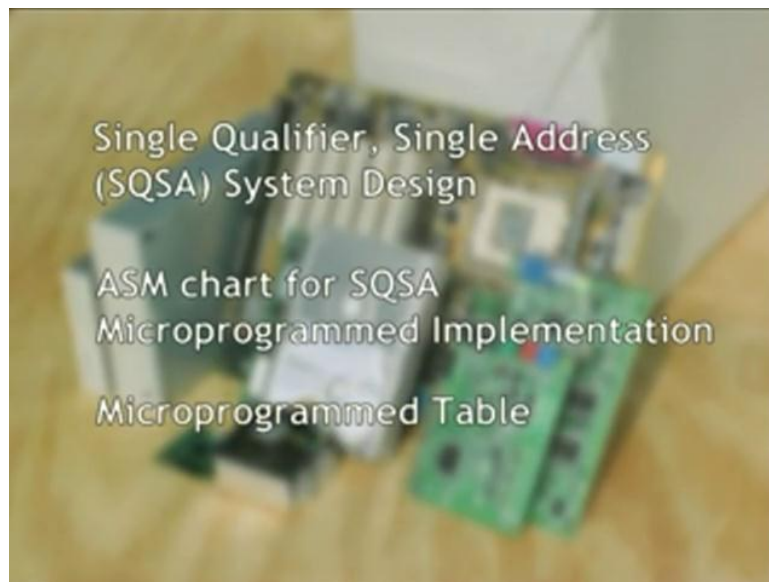 Single Qualifier, Single Address
(SQSA) System Design
ASM chart for SQSA
Microprogrammed Implementation
Microprogrammed Table